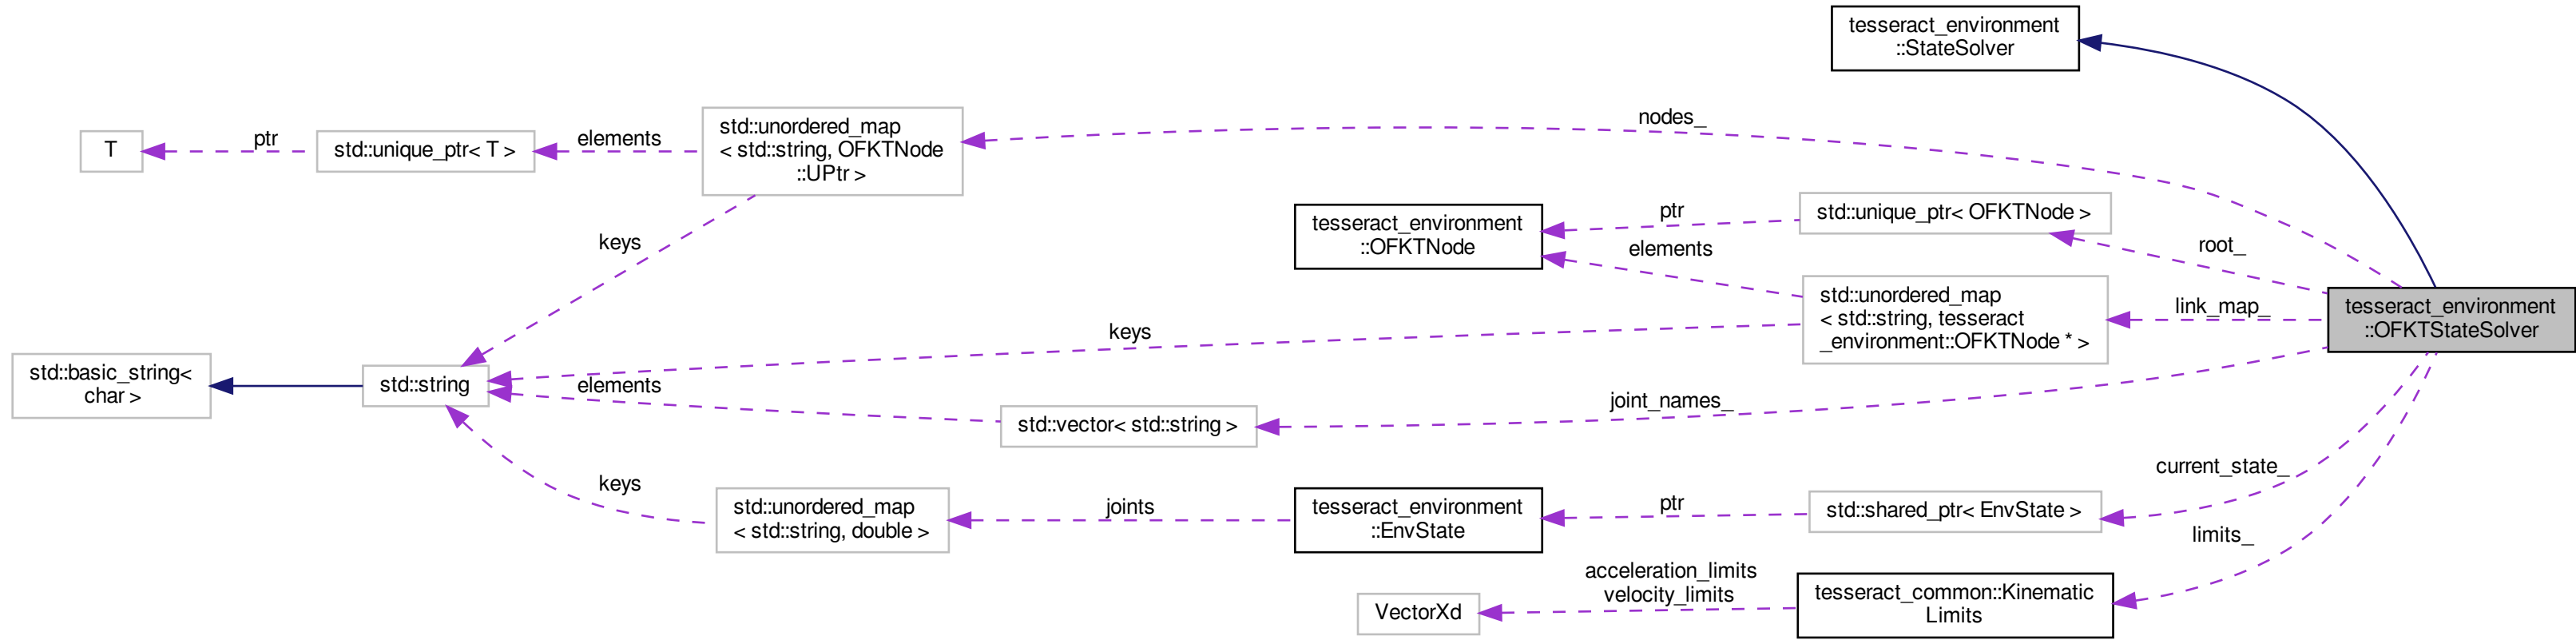 tesseract_environment
::StateSolver
nodes_
std::unordered_map
< std::string, OFKTNode
::UPtr >
elements
std::unique_ptr< T >
ptr
T
keys
tesseract_environment
::OFKTNode
ptr
elements
std::unique_ptr< OFKTNode >
root_
std::unordered_map
< std::string, tesseract
_environment::OFKTNode * >
link_map_
tesseract_environment
::OFKTStateSolver
keys
std::basic_string<
char >
std::string
elements
std::vector< std::string >
joint_names_
keys
std::unordered_map
< std::string, double >
joints
tesseract_environment
::EnvState
ptr
std::shared_ptr< EnvState >
current_state_
limits_
acceleration_limits
velocity_limits
VectorXd
tesseract_common::Kinematic
Limits